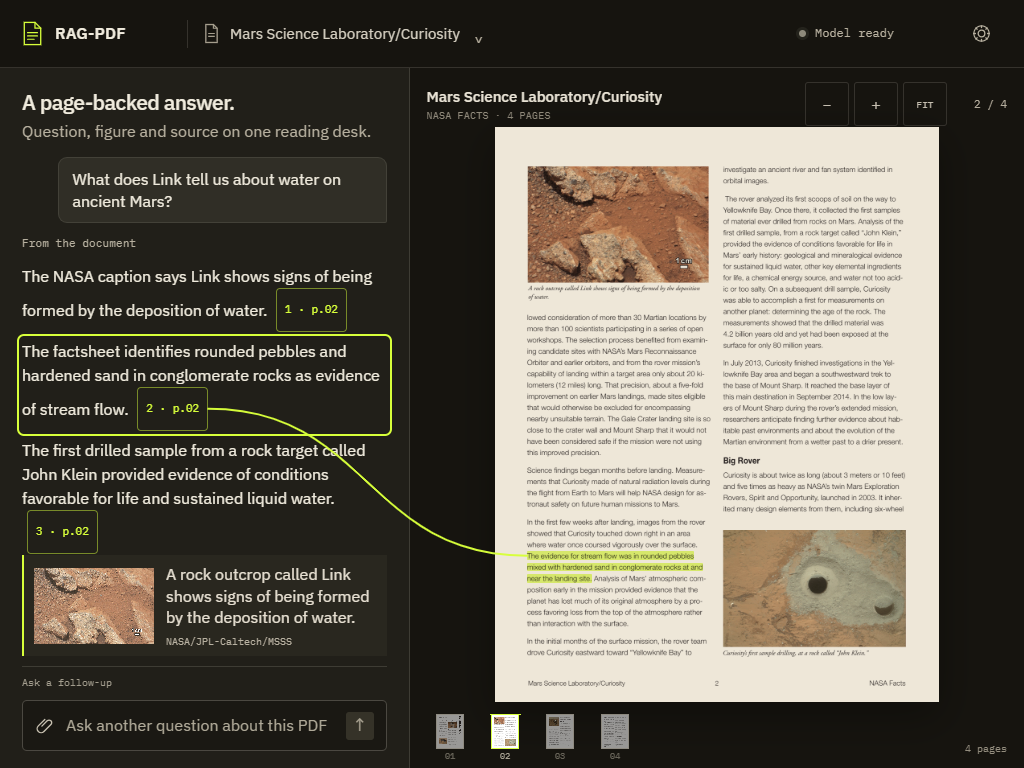 RAG-PDF
Mars Science Laboratory/Curiosity
v
Model ready
A page-backed answer.
Question, figure and source on one reading desk.
What does Link tell us about water on
ancient Mars?
From the document
The NASA caption says Link shows signs of being
formed by the deposition of water. 1 · p.02
The factsheet identifies rounded pebbles and
hardened sand in conglomerate rocks as evidence
of stream flow. 2 · p.02
The first drilled sample from a rock target called
John Klein provided evidence of conditions
favorable for life and sustained liquid water.
3 · p.02
A rock outcrop called Link
shows signs of being formed
by the deposition of water.
NASA/JPL-Caltech/MSSS
Ask a follow-up
Ask another question about this PDF
↑
Mars Science Laboratory/Curiosity
NASA FACTS · 4 PAGES
−
+
FIT
2 / 4
1 cm
A rock outcrop called Link shows signs of being formed by the deposition
of water.
lowed consideration of more than 30 Martian locations by
more than 100 scientists participating in a series of open
workshops. The selection process benefited from examin-
ing candidate sites with NASA's Mars Reconnaissance
Orbiter and earlier orbiters, and from the rover mission's
capability of landing within a target area only about 20 ki-
lometers (12 miles) long. That precision, about a five-fold
improvement on earlier Mars landings, made sites eligible
that would otherwise be excluded for encompassing
nearby unsuitable terrain. The Gale Crater landing site is so
close to the crater wall and Mount Sharp that it would not
have been considered safe if the mission were not using
this improved precision.
Science findings began months before landing. Measure-
ments that Curiosity made of natural radiation levels during
the flight from Earth to Mars will help NASA design for as-
tronaut safety on future human missions to Mars.
In the first few weeks after landing, images from the rover
showed that Curiosity touched down right in an area
where water once coursed vigorously over the surface.
The evidence for stream flow was in rounded pebbles
mixed with hardened sand in conglomerate rocks at and
near the landing site. Analysis of Mars' atmospheric com-
position early in the mission provided evidence that the
planet has lost much of its original atmosphere by a pro-
cess favoring loss from the top of the atmosphere rather
than interaction with the surface.
In the initial months of the surface mission, the rover team
drove Curiosity eastward toward "Yellowknife Bay" to
investigate an ancient river and fan system identified in
orbital images.
The rover analyzed its first scoops of soil on the way to
Yellowknife Bay. Once there, it collected the first samples
of material ever drilled from rocks on Mars. Analysis of the
first drilled sample, from a rock target called "John Klein,"
provided the evidence of conditions favorable for life in
Mars' early history: geological and mineralogical evidence
for sustained liquid water, other key elemental ingredients
for life, a chemical energy source, and water not too acid-
ic or too salty. On a subsequent drill sample, Curiosity
was able to accomplish a first for measurements on
another planet: determining the age of the rock. The
measurements showed that the drilled material was
4.2 billion years old and yet had been exposed at the
surface for only 80 million years.
In July 2013, Curiosity finished investigations in the Yel-
lowknife Bay area and began a southwestward trek to
the base of Mount Sharp. It reached the base layer of
this main destination in September 2014. In the low lay-
ers of Mount Sharp during the rover's extended mission,
researchers anticipate finding further evidence about hab-
itable past environments and about the evolution of the
Martian environment from a wetter past to a drier present.
Big Rover
Curiosity is about twice as long (about 3 meters or 10 feet)
and five times as heavy as NASA's twin Mars Exploration
Rovers, Spirit and Opportunity, launched in 2003. It inher-
ited many design elements from them, including six-wheel
Curiosity's first sample drilling, at a rock called "John Klein."
Mars Science Laboratory/Curiosity
2
NASA Facts
01
02
03
04
4 pages